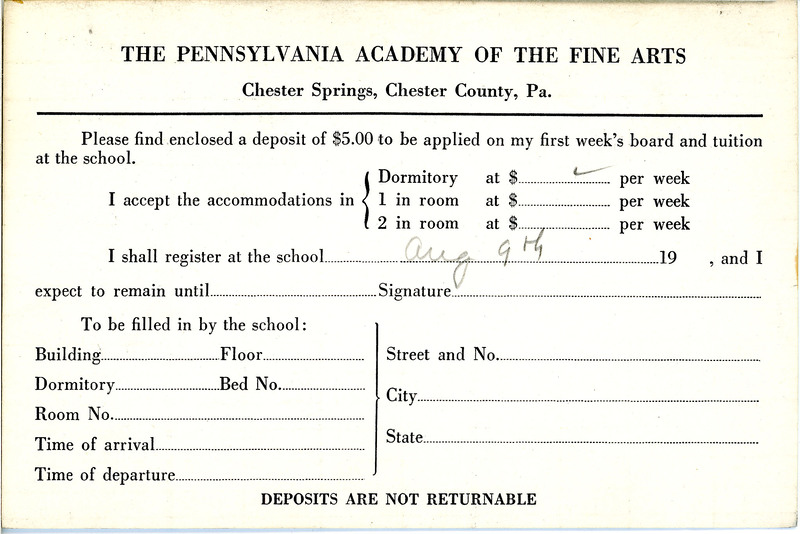 THE PENNSYLVANIA ACADEMY OF THE FINE ARTS
Chester Springs, Chester County, Pa.
Please find enclosed a deposit of $5.00 to be applied on my first week's board and tuition
at the school.
I accept the accommodations in { Dormitory at $ ✓ per week
1 in room at $ per week
2 in room at $ per week
I shall register at the school Aug 9th 19 , and I
expect to remain until Signature
To be filled in by the school:
Building Floor
Dormitory Bed No.
Room No.
Time of arrival
Time of departure
Street and No.
City
State
DEPOSITS ARE NOT RETURNABLE